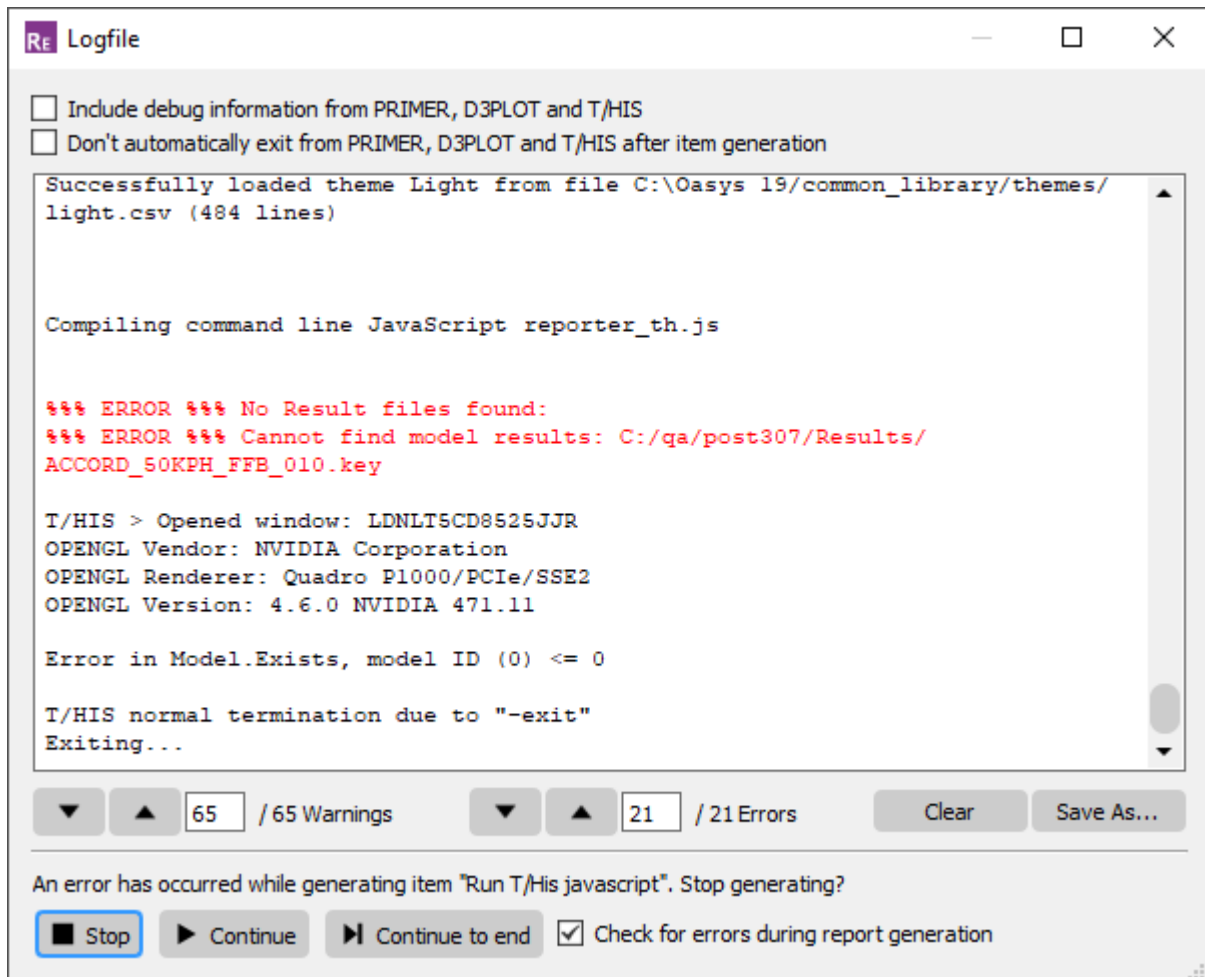 RE Logfile
Include debug information from PRIMER, D3PLOT and T/HIS
Don't automatically exit from PRIMER, D3PLOT and T/HIS after item generation
Successfully loaded theme Light from file C:\Oasys 19/common_library/themes/
light.csv (484 lines)
Compiling command line JavaScript reporter_th.js
%%% ERROR %%% No Result files found:
%%% ERROR %%% Cannot find model results: C:/qa/post307/Results/
ACCORD_50KPH_FFB_010.key
T/HIS > Opened window: LDNLT5CD8525JJR
OPENGL Vendor: NVIDIA Corporation
OPENGL Renderer: Quadro P1000/PCIe/SSE2
OPENGL Version: 4.6.0 NVIDIA 471.11
Error in Model.Exists, model ID (0) <= 0
T/HIS normal termination due to "-exit"
Exiting...
65 / 65 Warnings 21 / 21 Errors Clear Save As...
An error has occurred while generating item "Run T/His javascript". Stop generating?
Stop Continue Continue to end Check for errors during report generation